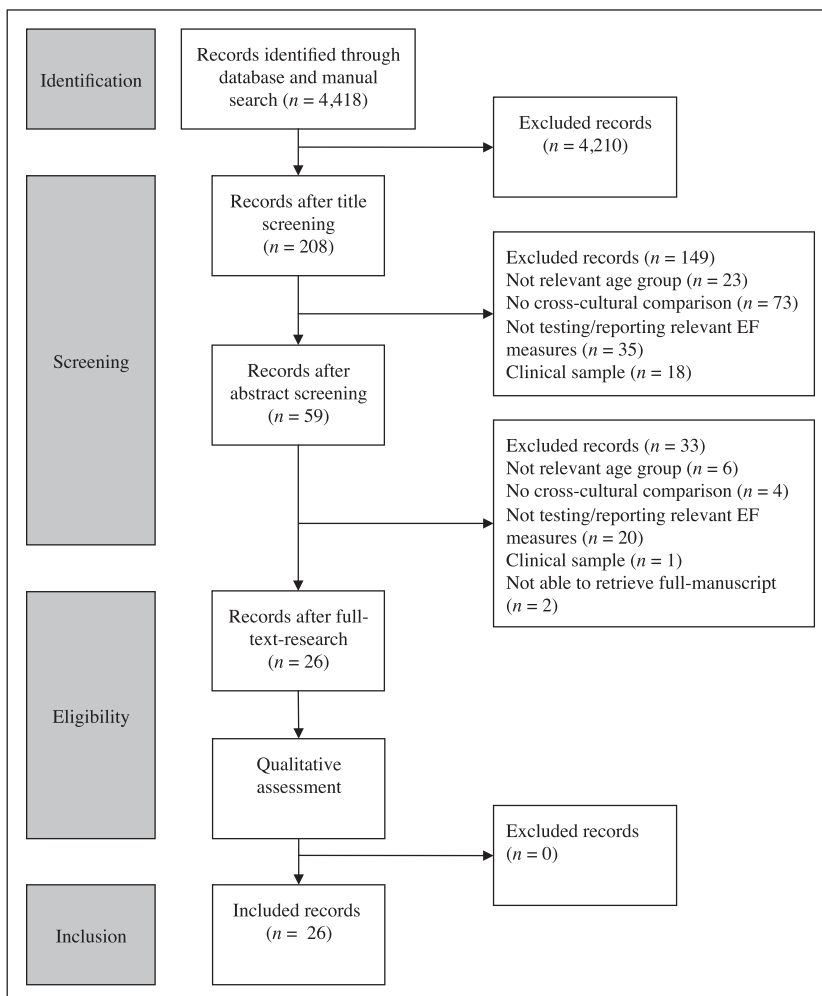 Identification
Records identified through
database and manual
search (n = 4,418)
Excluded records
(n = 4,210)
Screening
Records after title
screening
(n = 208)
Excluded records (n = 149)
Not relevant age group (n = 23)
No cross-cultural comparison (n = 73)
Not testing/reporting relevant EF
measures (n = 35)
Clinical sample (n = 18)
Records after
abstract screening
(n = 59)
Excluded records (n = 33)
Not relevant age group (n = 6)
No cross-cultural comparison (n = 4)
Not testing/reporting relevant EF
measures (n = 20)
Clinical sample (n = 1)
Not able to retrieve full-manuscript
(n = 2)
Eligibility
Records after full-
text-research
(n = 26)
Qualitative
assessment
Excluded records
(n = 0)
Inclusion
Included records
(n = 26)